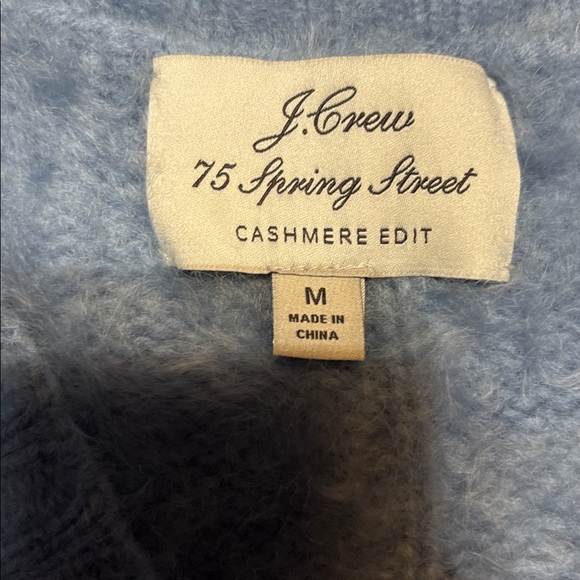 J.Crew
75 Spring Street
CASHMERE EDIT
M
MADE IN
CHINA